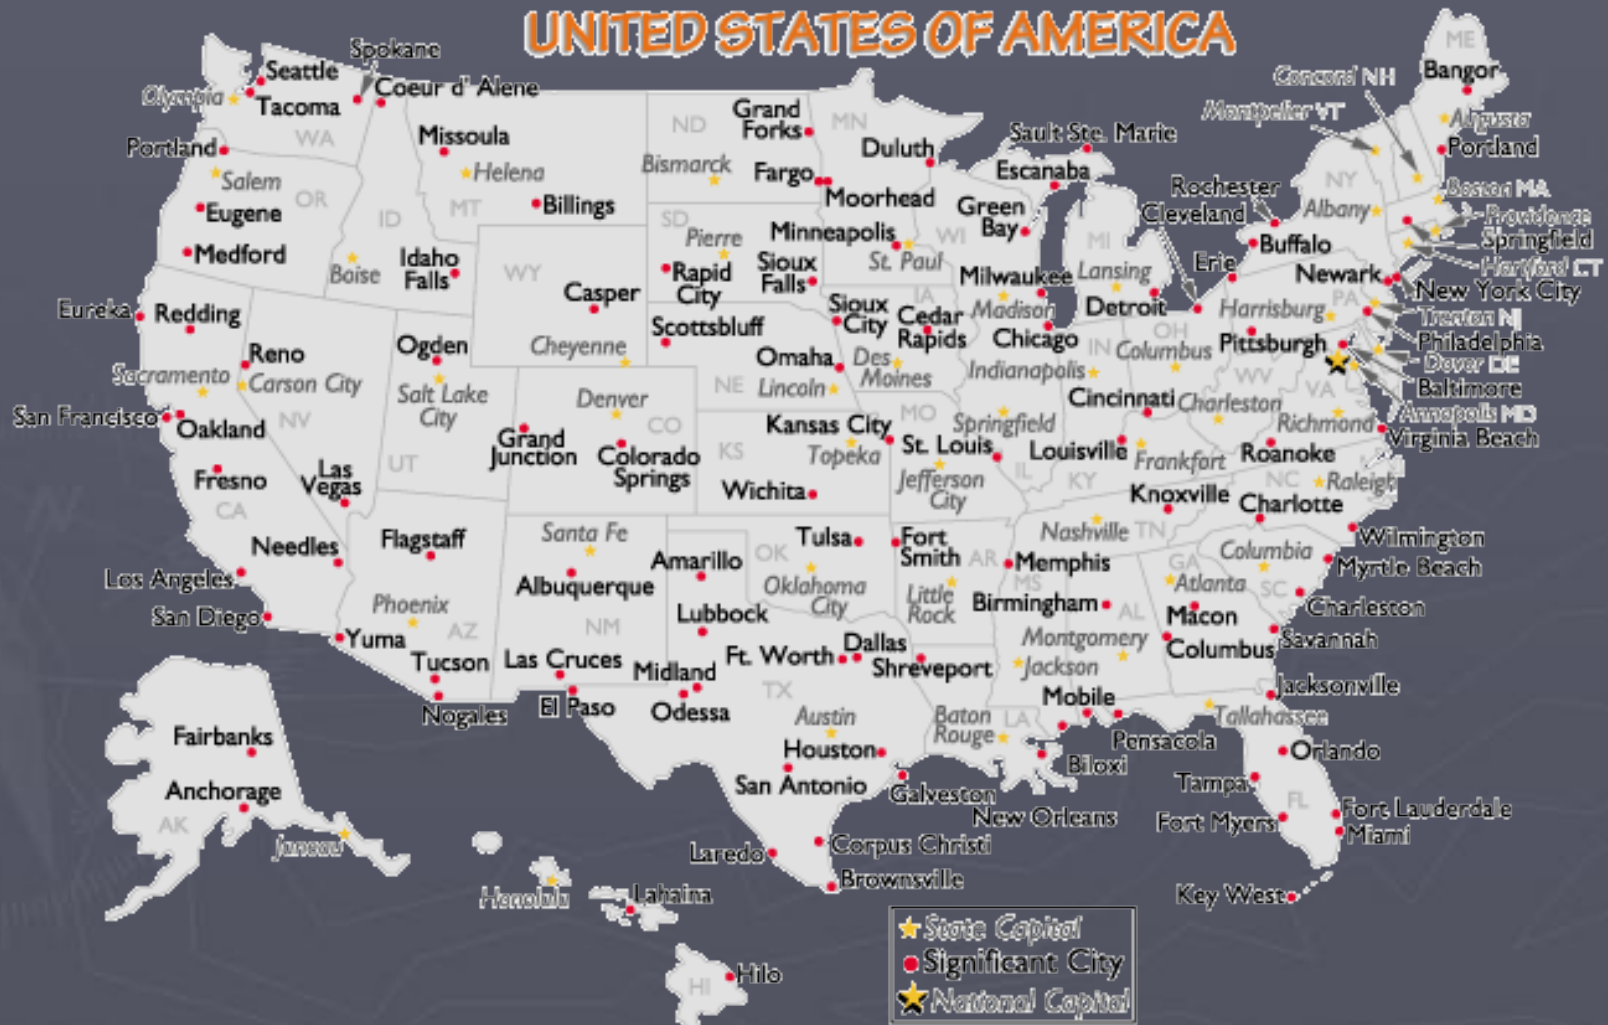 UNITED STATES OF AMERICA
Spokane
Seattle
Coeur d' Alene
Olympia
Tacoma
WA
Portland
Salem
OR
Eugene
Medford
Missoula
Helena
MT
Billings
ID
Boise
Idaho
Falls
WY
Casper
Cheyenne
Grand
Forks
ND
Bismarck
Fargo
MN
Duluth
Moorhead
SD
Pierre
Rapid
City
Sioux
Falls
Minneapolis
St. Paul
Sault Ste. Marie
Escanaba
Green
Bay
WI
MI
Milwaukee
Madison
Lansing
Detroit
ME
Bangor
Concord NH
Montpelier VT
Augusta
Portland
Rochester
Cleveland
NY
Albany
Boston MA
Providence
Springfield
Hartford CT
Buffalo
Erie
Newark
New York City
Harrisburg
PA
Trenton NJ
Philadelphia
Pittsburgh
Dover DE
Baltimore
Annapolis MD
Eureka
Redding
Reno
Carson City
Sacramento
NV
San Francisco
Oakland
Fresno
CA
Las
Vegas
Needles
Los Angeles
San Diego
Ogden
Salt Lake
City
UT
Scottsbluff
NE
Omaha
Lincoln
Sioux
City
IA
Cedar
Rapids
Des
Moines
Chicago
IN
Indianapolis
OH
Columbus
Cincinnati
WV
Charleston
VA
Richmond
Virginia Beach
Roanoke
Denver
CO
Grand
Junction
Colorado
Springs
KS
Kansas City
Topeka
Wichita
MO
Springfield
St. Louis
Jefferson
City
IL
Louisville
Frankfort
KY
Knoxville
NC
Raleigh
Charlotte
Wilmington
Flagstaff
Phoenix
AZ
Yuma
Tucson
Nogales
Santa Fe
Albuquerque
NM
Las Cruces
El Paso
Amarillo
Lubbock
OK
Tulsa
Oklahoma
City
Fort
Smith
AR
Little
Rock
Nashville
TN
Memphis
MS
Birmingham
AL
Montgomery
Jackson
GA
Atlanta
Macon
Columbus
Columbia
SC
Myrtle Beach
Charleston
Savannah
Midland
Odessa
Ft. Worth
Dallas
Shreveport
TX
Austin
Houston
San Antonio
Galveston
Corpus Christi
Laredo
Brownsville
Baton
Rouge
LA
New Orleans
Mobile
Biloxi
Pensacola
Tallahassee
Jacksonville
Orlando
Tampa
FL
Fort Myers
Fort Lauderdale
Miami
Key West
Fairbanks
Anchorage
AK
Juneau
Honolulu
Lahaina
HI
Hilo
State Capital
Significant City
National Capital